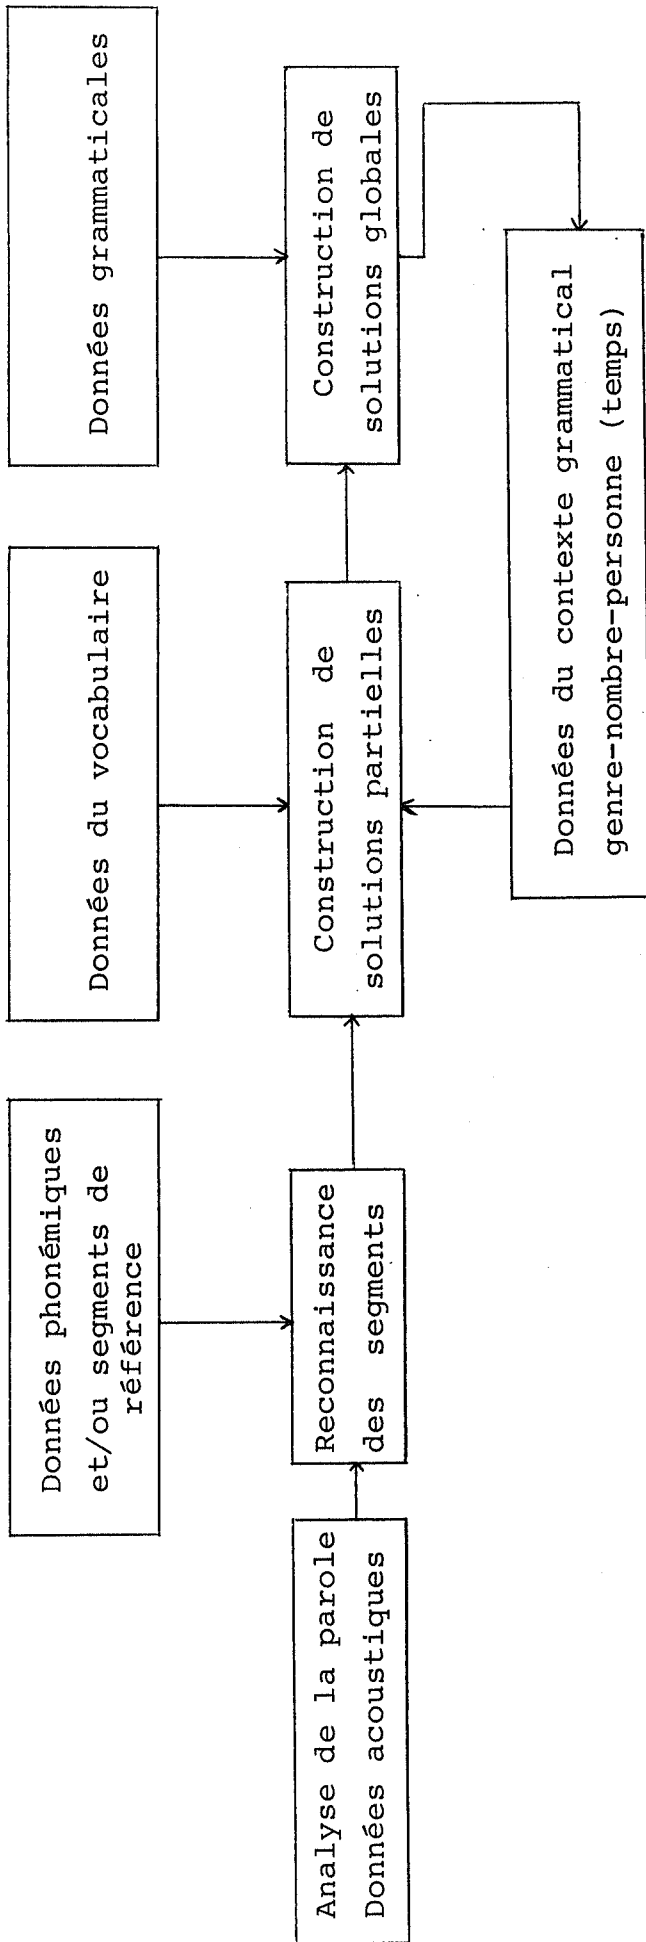 Données phonémiques
et/ou segments de
référence
Données du vocabulaire
Données grammaticales
Analyse de la parole
Données acoustiques
Reconnaissance
des segments
Construction de
solutions partielles
Construction de
solutions globales
Données du contexte grammatical
genre-nombre-personne (temps)